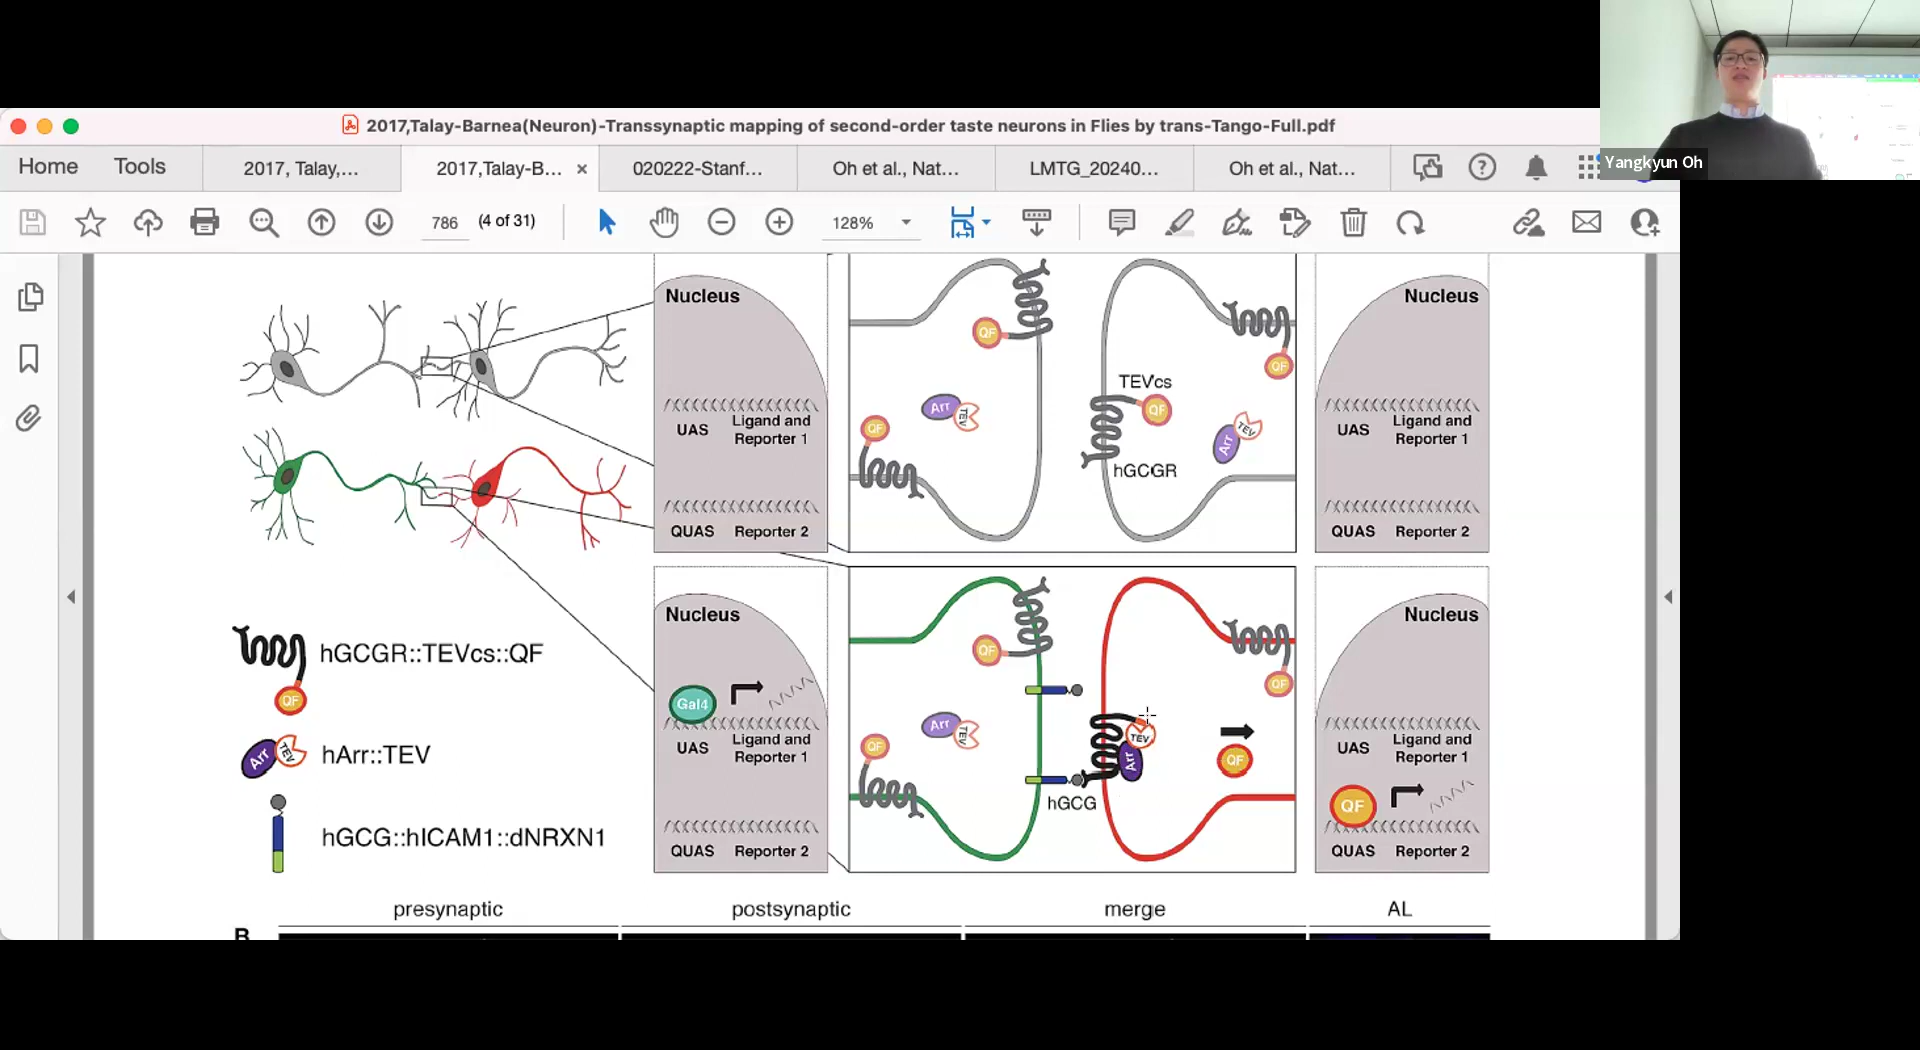 Yangkyun Oh
2017,Talay-Barnea(Neuron)-Transsynaptic mapping of second-order taste neurons in Flies by trans-Tango-Full.pdf
Home
Tools
2017, Talay,...
2017,Talay-B... ×
020222-Stanf...
Oh et al., Nat...
LMTG_20240...
Oh et al., Nat...
786 (4 of 31)
128%
Nucleus
UAS
Ligand and
Reporter 1
QUAS
Reporter 2
QF
QF
Arr
TEV
TEVcs
QF
hGCGR
QF
Arr
TEV
Nucleus
UAS
Ligand and
Reporter 1
QUAS
Reporter 2
hGCGR::TEVcs::QF
QF
Arr
TEV
hArr::TEV
hGCG::hICAM1::dNRXN1
Nucleus
Gal4
UAS
Ligand and
Reporter 1
QUAS
Reporter 2
QF
QF
Arr
TEV
hGCG
TEV
Arr
QF
QF
Nucleus
UAS
Ligand and
Reporter 1
QF
QUAS
Reporter 2
presynaptic
postsynaptic
merge
AL
B